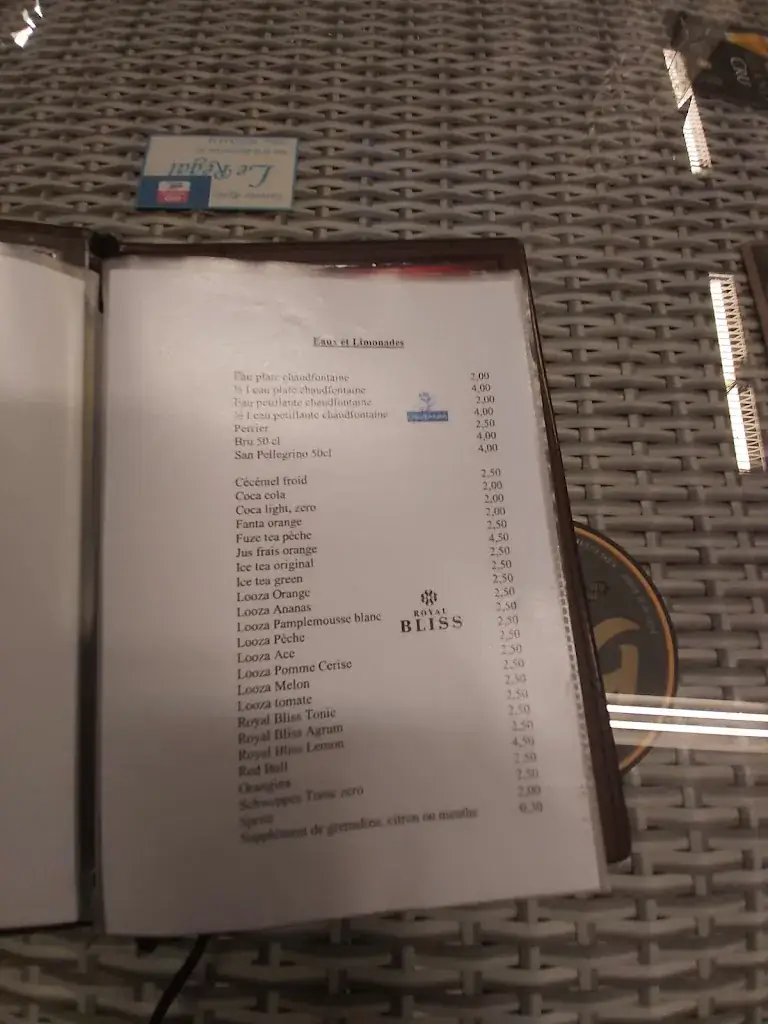 Le Régal
CRU
Eaux et Limonades
Eau plate chaudfontaine 2,00
½ l eau plate chaudfontaine 4,00
Eau petillante chaudfontaine 2,00
½ l eau petillante chaudfontaine 4,00
Perrier 2,50
Bru 50 cl 4,00
San Pellegrino 50cl 4,00
Cécémel froid 2,50
Coca cola 2,00
Coca light, zero 2,00
Fanta orange 2,00
Fuze tea pêche 2,50
Jus frais orange 4,50
Ice tea original 2,50
Ice tea green 2,50
Looza Orange 2,50
Looza Ananas 2,50
Looza Pamplemousse blanc 2,50
Looza Pêche 2,50
Looza Ace 2,50
Looza Pomme Cerise 2,50
Looza Melon 2,50
Looza tomate 2,50
Royal Bliss Tonic 2,50
Royal Bliss Agrum 2,50
Royal Bliss Lemon 2,50
Red Bull 4,50
Orangina 2,50
Schweppes Tonic zero 2,50
Sprite 2,00
Supplément de grenadine, citron ou menthe 0,30
ROYAL
BLISS